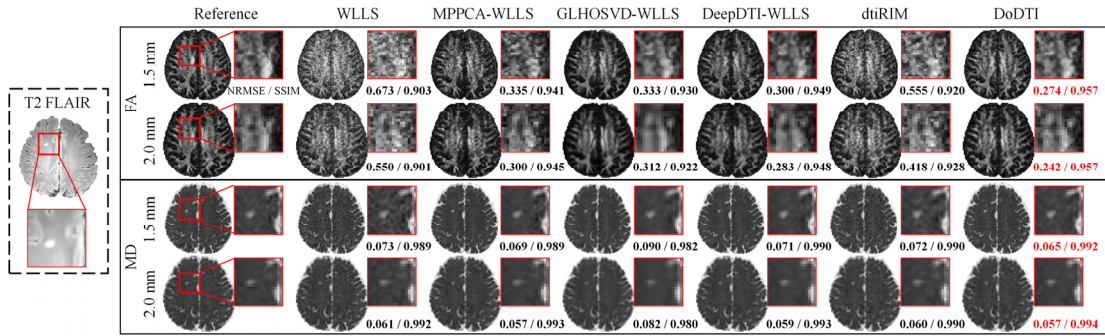 Reference WLLS MPPCA-WLLS GLHOSVD-WLLS DeepDTI-WLLS dtiRIM DoDTI
T2 FLAIR
FA
1.5 mm
NRMSE / SSIM 0.673 / 0.903 0.335 / 0.941 0.333 / 0.930 0.300 / 0.949 0.555 / 0.920 0.274 / 0.957
2.0 mm
0.550 / 0.901 0.300 / 0.945 0.312 / 0.922 0.283 / 0.948 0.418 / 0.928 0.242 / 0.957
MD
1.5 mm
0.073 / 0.989 0.069 / 0.989 0.090 / 0.982 0.071 / 0.990 0.072 / 0.990 0.065 / 0.992
2.0 mm
0.061 / 0.992 0.057 / 0.993 0.082 / 0.980 0.059 / 0.993 0.060 / 0.990 0.057 / 0.994